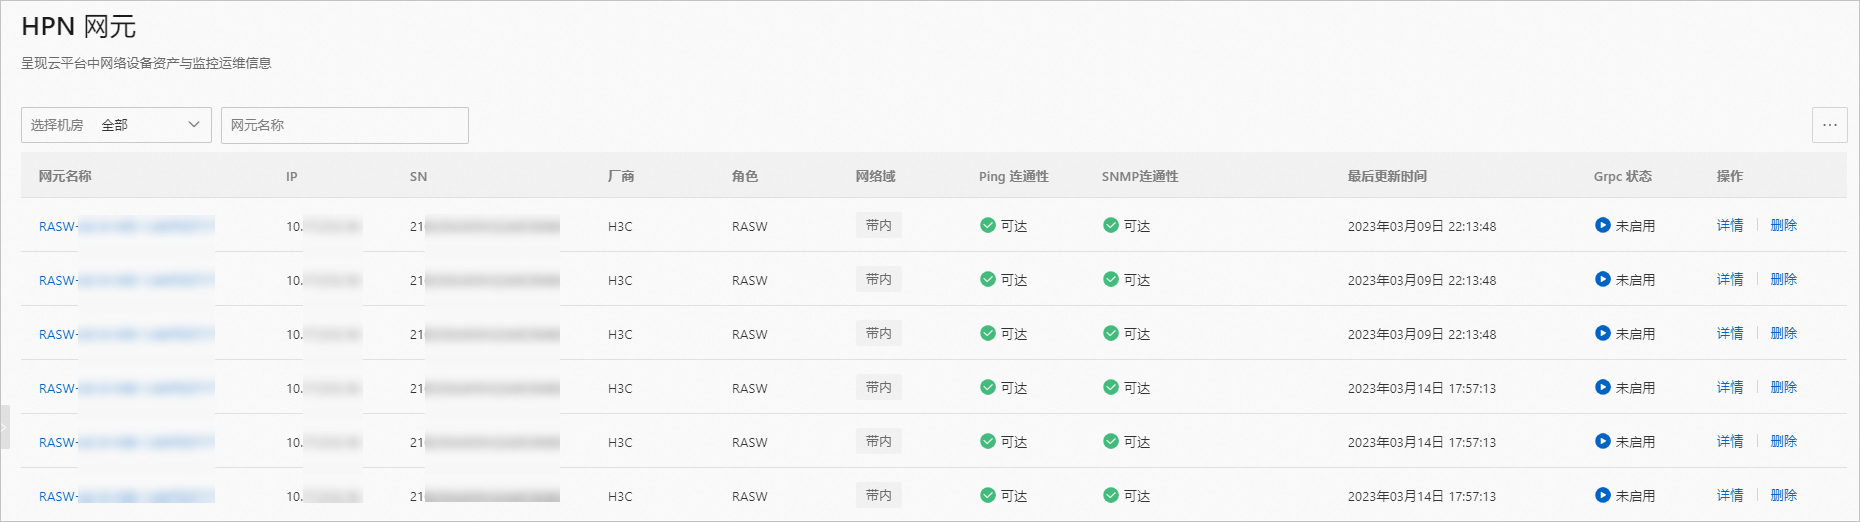 HPN 网元
呈现云平台中网络设备资产与监控运维信息
选择机房 全部 网元名称 ...
网元名称 IP SN 厂商 角色 网络域 Ping 连通性 SNMP连通性 最后更新时间 Grpc 状态 操作
RASW- 10. 21 H3C RASW 带内 可达 可达 2023年03月09日 22:13:48 未启用 详情 删除
RASW- 10. 21 H3C RASW 带内 可达 可达 2023年03月09日 22:13:48 未启用 详情 删除
RASW- 10. 21 H3C RASW 带内 可达 可达 2023年03月09日 22:13:48 未启用 详情 删除
RASW- 10. 21 H3C RASW 带内 可达 可达 2023年03月14日 17:57:13 未启用 详情 删除
RASW- 10. 21 H3C RASW 带内 可达 可达 2023年03月14日 17:57:13 未启用 详情 删除
RASW- 10. 21 H3C RASW 带内 可达 可达 2023年03月14日 17:57:13 未启用 详情 删除